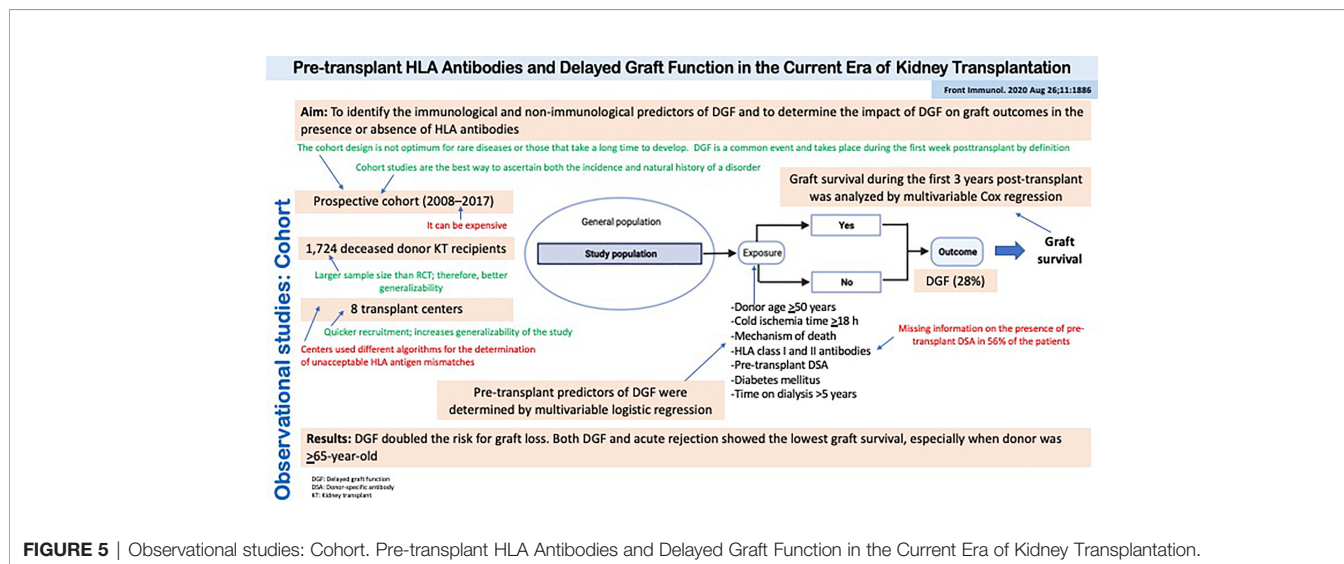 Pre-transplant HLA Antibodies and Delayed Graft Function in the Current Era of Kidney Transplantation
Front Immunol. 2020 Aug 26;11:1886
Aim: To identify the immunological and non-immunological predictors of DGF and to determine the impact of DGF on graft outcomes in the
presence or absence of HLA antibodies
The cohort design is not optimum for rare diseases or those that take a long time to develop. DGF is a common event and takes place during the first week posttransplant by definition
Cohort studies are the best way to ascertain both the incidence and natural history of a disorder
Observational studies: Cohort
Prospective cohort (2008–2017)
It can be expensive
1,724 deceased donor KT recipients
Larger sample size than RCT; therefore, better
generalizability
8 transplant centers
Quicker recruitment; increases generalizability of the study
Centers used different algorithms for the determination
of unacceptable HLA antigen mismatches
General population
Study population
Exposure
Yes
No
Outcome
DGF (28%)
Graft
survival
Graft survival during the first 3 years post-transplant
was analyzed by multivariable Cox regression
-Donor age ≥50 years
-Cold ischemia time ≥18 h
-Mechanism of death
-HLA class I and II antibodies
-Pre-transplant DSA
-Diabetes mellitus
-Time on dialysis >5 years
Missing information on the presence of pre-
transplant DSA in 56% of the patients
Pre-transplant predictors of DGF were
determined by multivariable logistic regression
Results: DGF doubled the risk for graft loss. Both DGF and acute rejection showed the lowest graft survival, especially when donor was
≥65-year-old
DGF: Delayed graft function
DSA: Donor-specific antibody
KT: Kidney transplant
FIGURE 5 | Observational studies: Cohort. Pre-transplant HLA Antibodies and Delayed Graft Function in the Current Era of Kidney Transplantation.